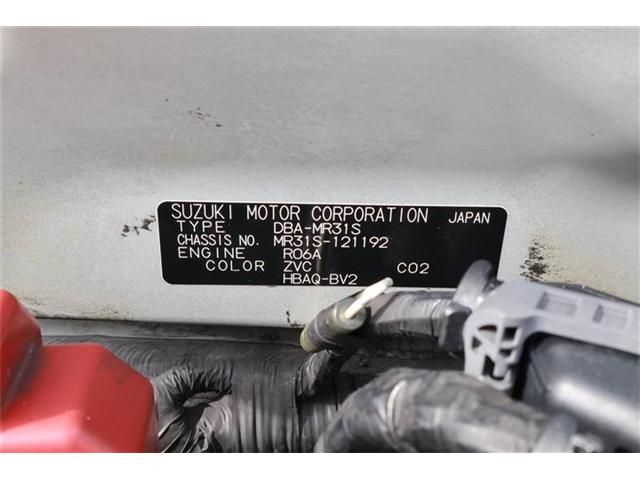 SUZUKI MOTOR CORPORATION JAPAN
TYPE DBA-MR31S
CHASSIS NO. MR31S-121192
ENGINE R06A
COLOR ZVC C02
HBAQ-BV2